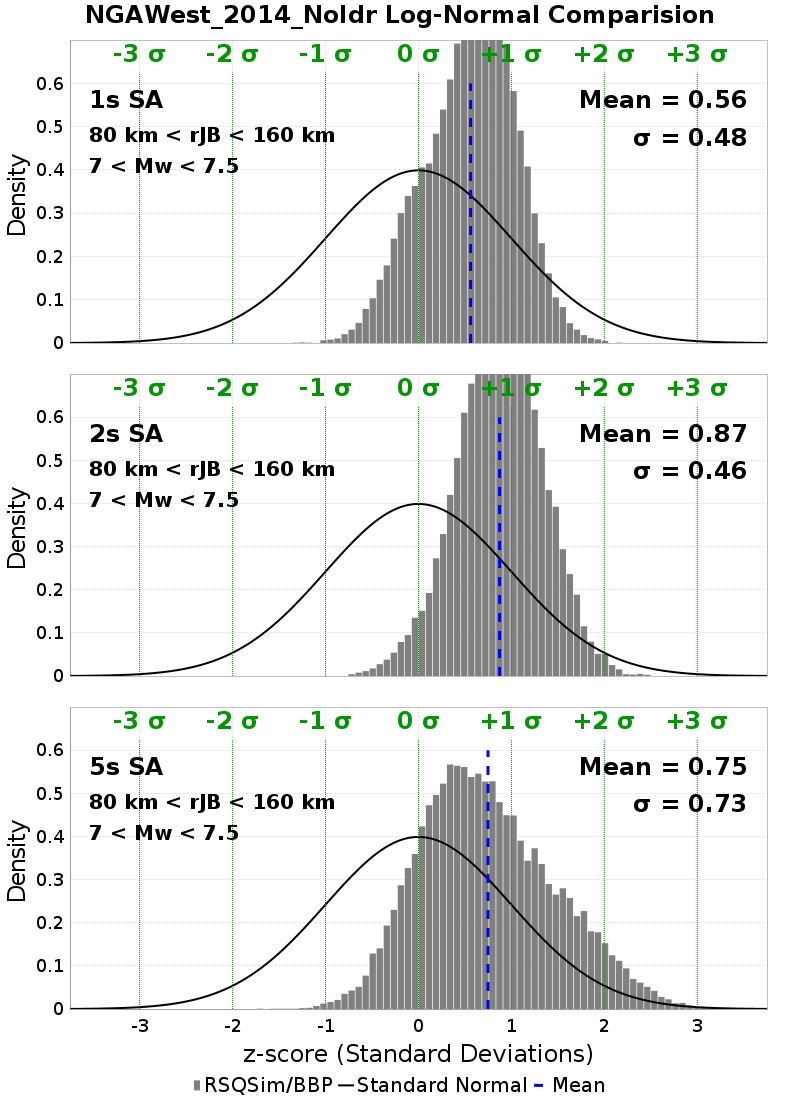 NGAWest_2014_NoIdr Log-Normal Comparision
-3 σ -2 σ -1 σ 0 σ +1 σ +2 σ +3 σ
1s SA
80 km < rJB < 160 km
7 < Mw < 7.5
Mean = 0.56
σ = 0.48
0.6
0.5
0.4
0.3
0.2
0.1
0
Density
-3 σ -2 σ -1 σ 0 σ +1 σ +2 σ +3 σ
2s SA
80 km < rJB < 160 km
7 < Mw < 7.5
Mean = 0.87
σ = 0.46
0.6
0.5
0.4
0.3
0.2
0.1
0
Density
-3 σ -2 σ -1 σ 0 σ +1 σ +2 σ +3 σ
5s SA
80 km < rJB < 160 km
7 < Mw < 7.5
Mean = 0.75
σ = 0.73
0.6
0.5
0.4
0.3
0.2
0.1
0
Density
-3 -2 -1 0 1 2 3
z-score (Standard Deviations)
RSQSim/BBP Standard Normal Mean